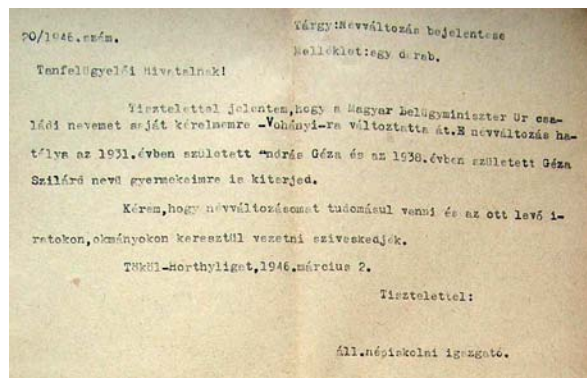 20/1946.szám.
Tárgy:Névváltozás bejelentese
Melléklet:egy darab.
Tanfelügyelői Hivatalnak!
Tisztelettel jelentem,hogy a Magyar Belügyminiszter Ur csa-
ládi nevemet saját kérelmemre -Vohányi-ra változtatta át.E névváltozás ha-
tálya az 1931.évben született András Géza és az 1938.évben született Géza
Szilárd nevü gyermekeimre is kiterjed.
Kérem,hogy névváltozásomat tudomásul venni és az ott levő i-
ratokon,okmányokon keresztül vezetni sziveskedjék.
Tököl-Horthyliget,1946.március 2.
Tisztelettel:
áll.népiskolai igazgató.